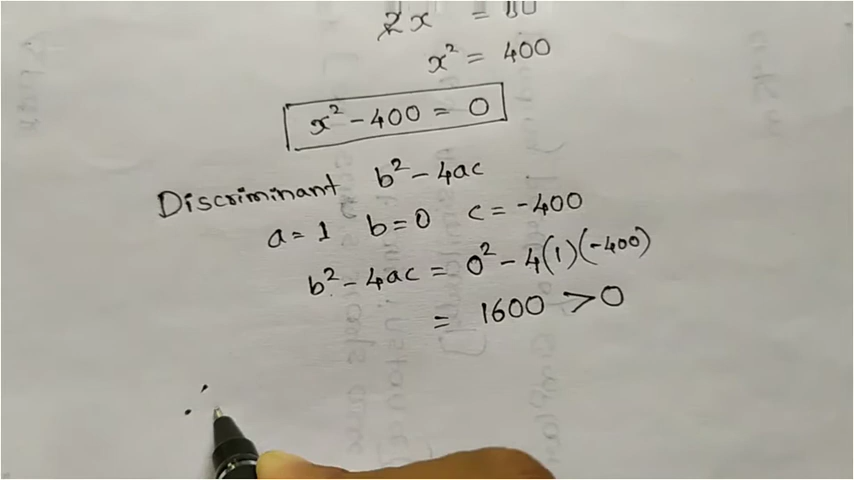 2x =
x² = 400
x² - 400 = 0
Discriminant b² - 4ac
a = 1 b = 0 c = -400
b² - 4ac = 0² - 4(1)(-400)
= 1600 > 0